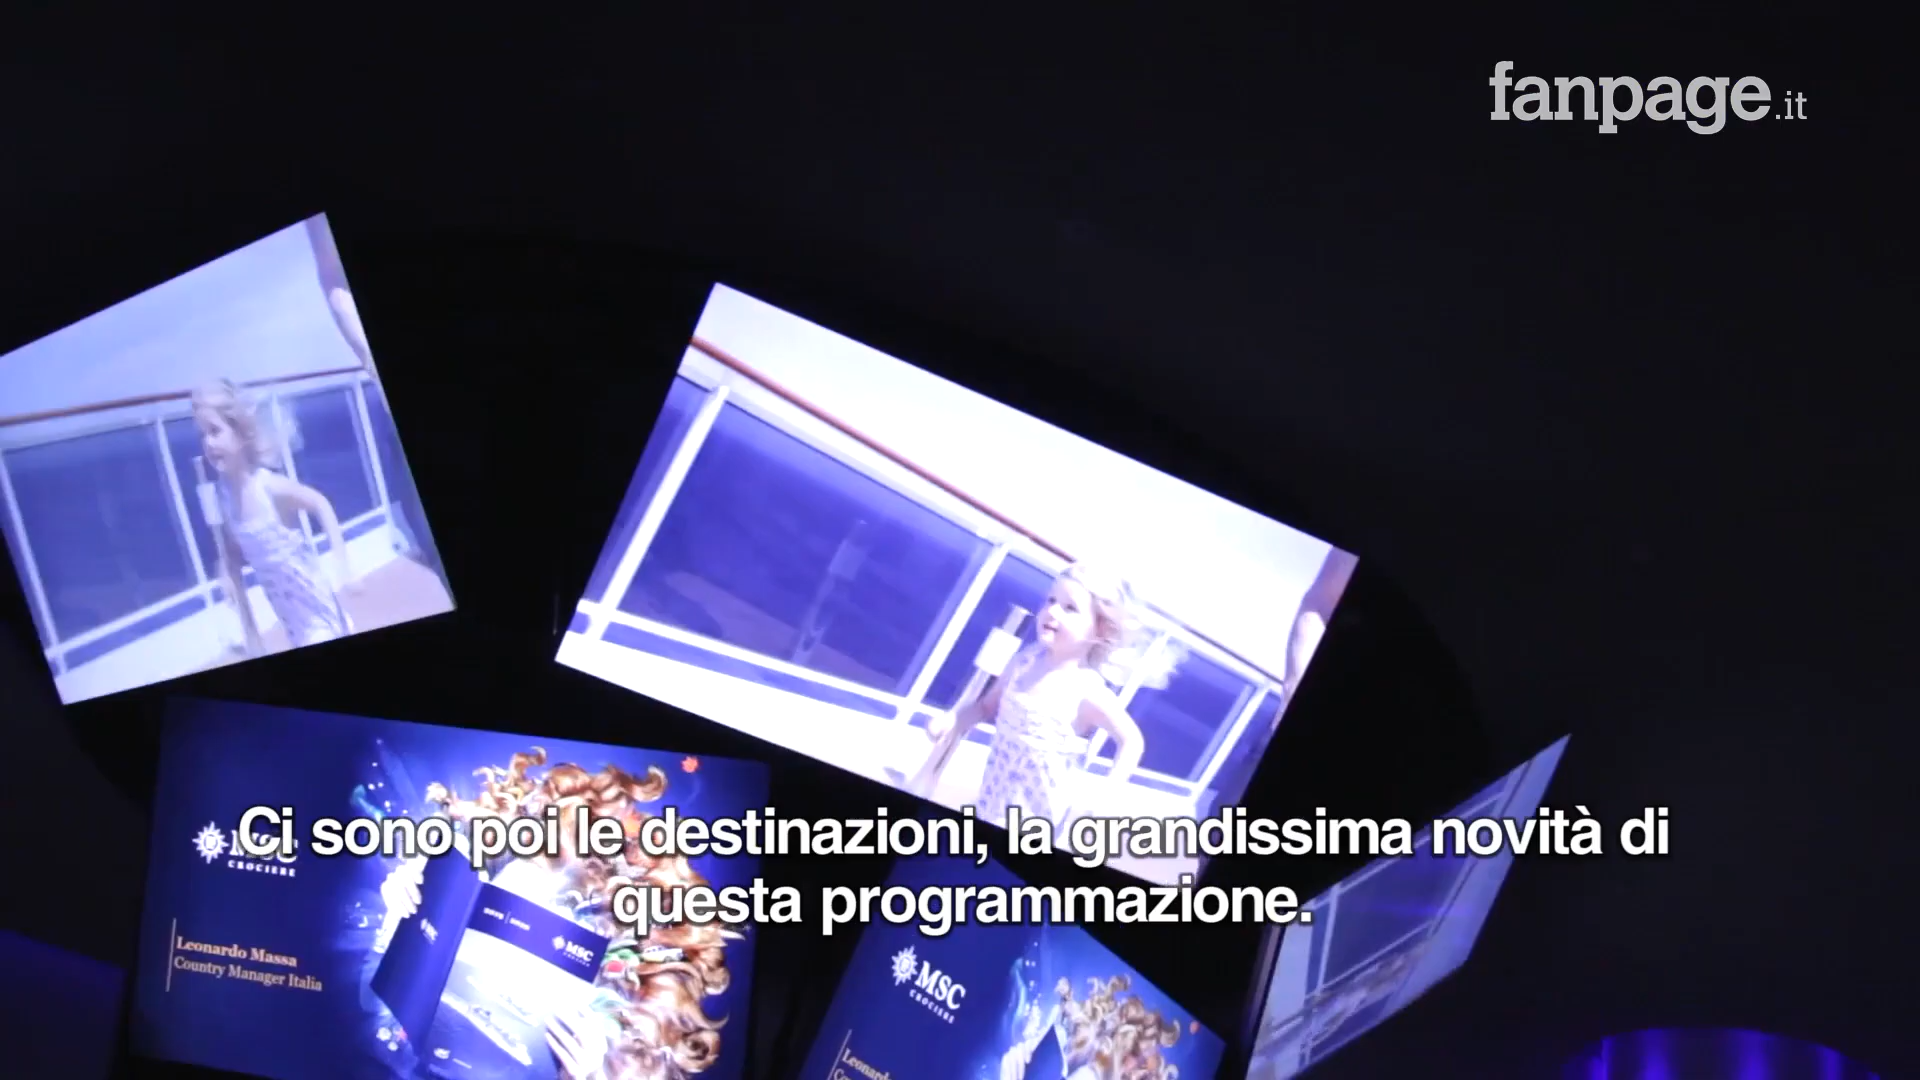 fanpage.it
Ci sono poi le destinazioni, la grandissima novità di
questa programmazione.
MSC
CROCIERE
Leonardo Massa
Country Manager Italia
MSC
MSC
CROCIERE